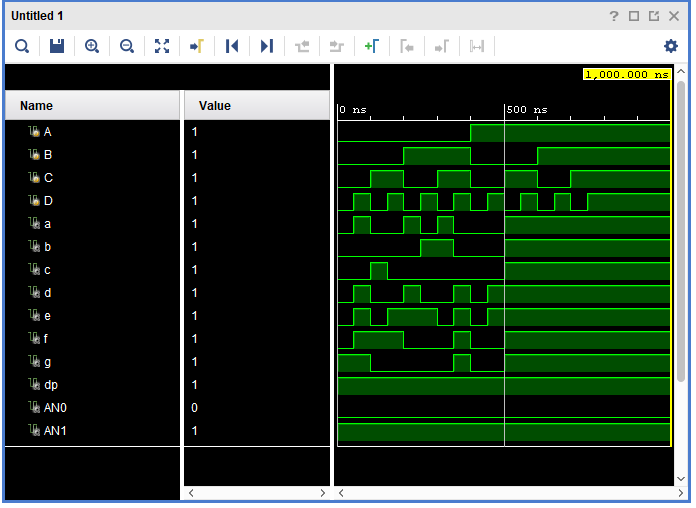 Untitled 1
1,000.000 ns
Name Value
0 ns 500 ns
A 1
B 1
C 1
D 1
a 1
b 1
c 1
d 1
e 1
f 1
g 1
dp 1
AN0 0
AN1 1